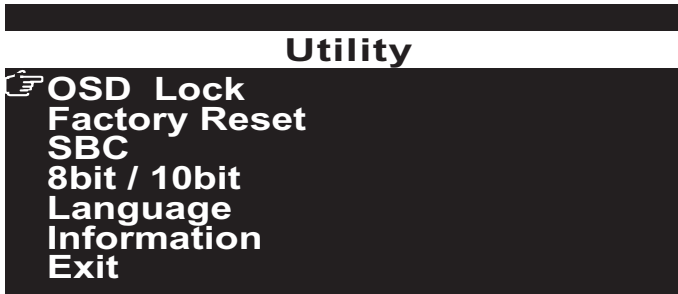 Utility
OSD Lock
Factory Reset
SBC
8bit / 10bit
Language
Information
Exit